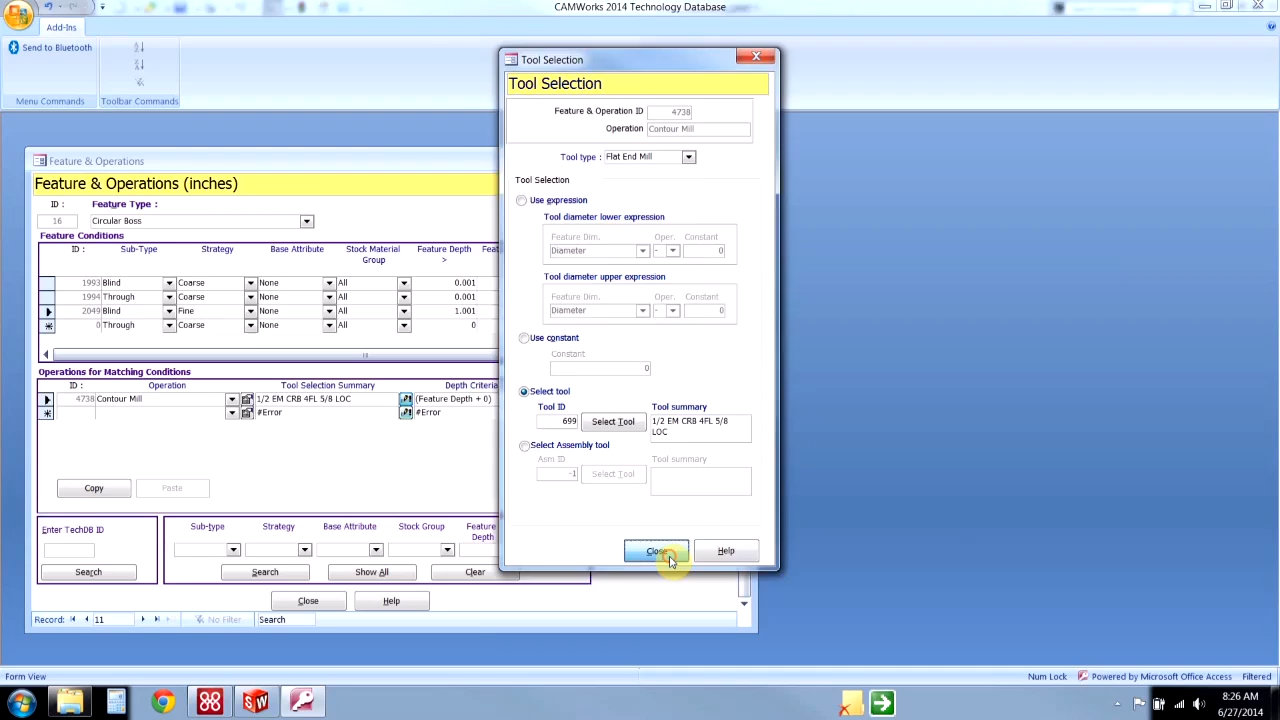 CAMWorks 2014 Technology Database
Add-Ins
Send to Bluetooth
Menu Commands
Toolbar Commands
Tool Selection
Tool Selection
Feature & Operation ID 4738
Operation Contour Mill
Tool type : Flat End Mill
Tool Selection
Use expression
Tool diameter lower expression
Feature Dim. Oper. Constant
Diameter - 0
Tool diameter upper expression
Feature Dim. Oper. Constant
Diameter - 0
Use constant
Constant
0
Select tool
Tool ID Tool summary
699 Select Tool 1/2 EM CRB 4FL 5/8
LOC
Select Assembly tool
Asm ID Tool summary
-1 Select Tool
Close Help
Feature & Operations
Feature & Operations (inches)
ID : Feature Type :
16 Circular Boss
Feature Conditions
ID : Sub-Type Strategy Base Attribute Stock Material Group Feature Depth >
1993 Blind Coarse None All 0.001
1994 Through Coarse None All 0.001
2049 Blind Fine None All 1.001
0 Through Coarse None All 0
Operations for Matching Conditions
ID : Operation Tool Selection Summary Depth Criteria
4738 Contour Mill 1/2 EM CRB 4FL 5/8 LOC (Feature Depth + 0)
#Error #Error
Copy Paste
Enter TechDB ID
Search
Sub-type Strategy Base Attribute Stock Group Feature Depth
Search Show All Clear
Close Help
Record: 11 No Filter Search
Form View
Num Lock Powered by Microsoft Office Access Filtered
8:26 AM
6/27/2014